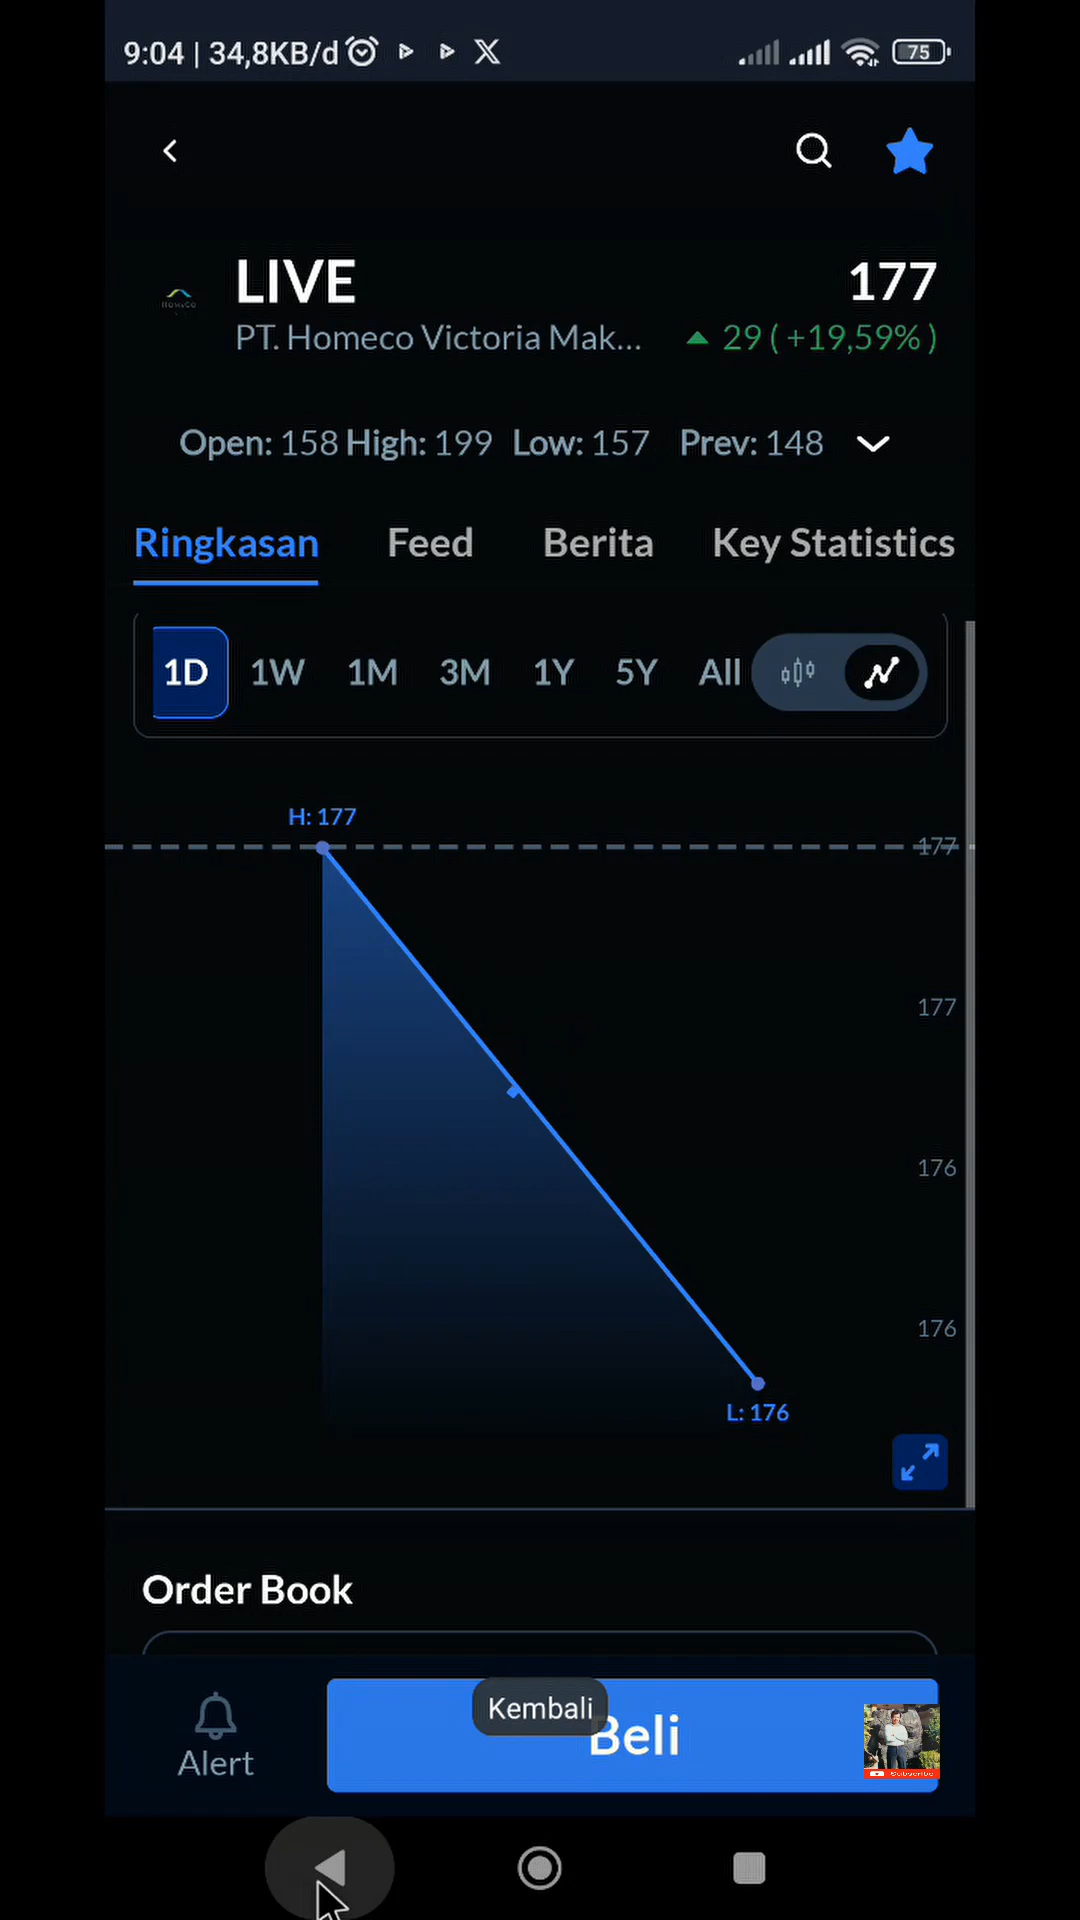 9:04 | 34,8KB/d
75
LIVE
177
HOMECO
PT. Homeco Victoria Mak...
29 ( +19,59% )
Open: 158 High: 199 Low: 157 Prev: 148
Ringkasan Feed Berita Key Statistics
1D 1W 1M 3M 1Y 5Y All
H: 177
177
177
176
176
L: 176
Order Book
Kembali
Beli
Alert
Subscribe